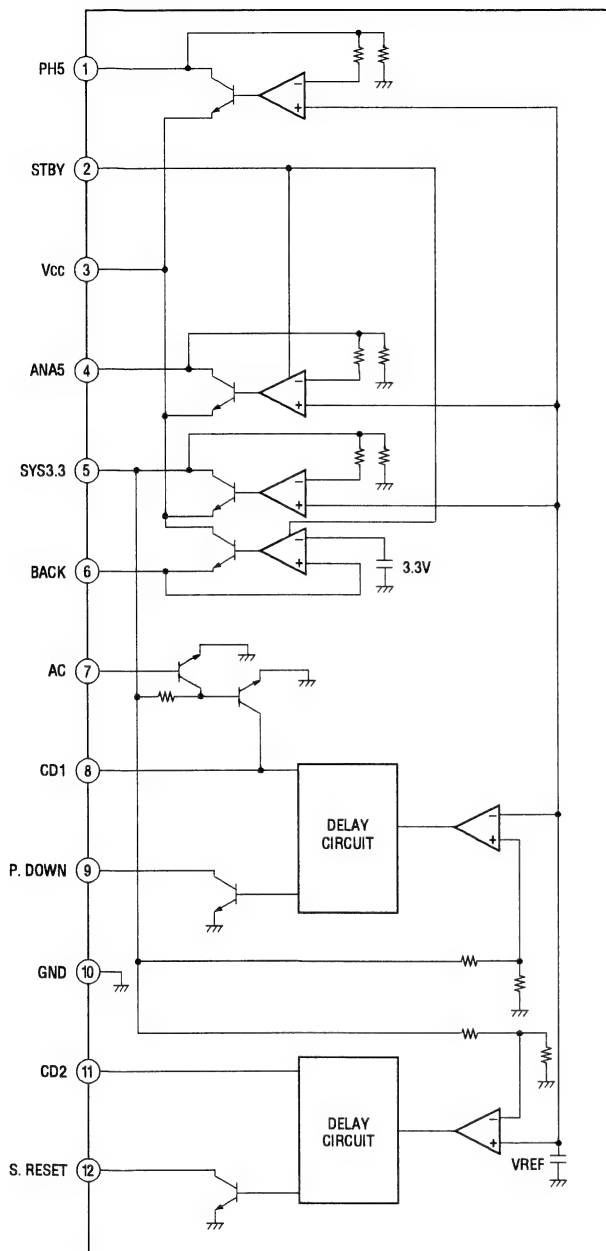 PH5 1
STBY 2
Vcc 3
ANA5 4
SYS3.3 5
BACK 6
3.3V
AC 7
CD1 8
DELAY
CIRCUIT
P. DOWN 9
GND 10
CD2 11
DELAY
CIRCUIT
VREF
S. RESET 12